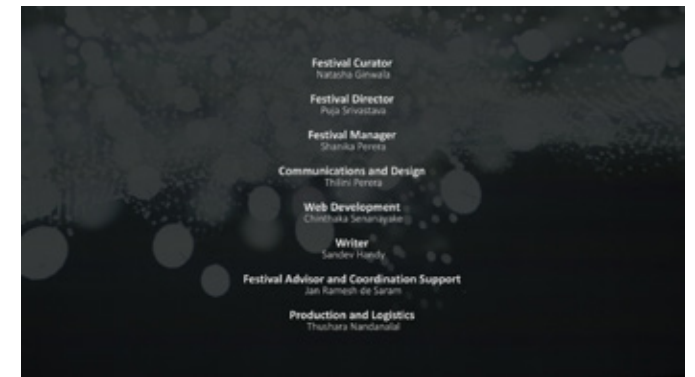 Festival Curator
Natasha Ginwala
Festival Director
Puja Srivastava
Festival Manager
Shanika Perera
Communications and Design
Thilini Perera
Web Development
Chinthaka Senanayake
Writer
Sandev Handy
Festival Advisor and Coordination Support
Jan Ramesh de Saram
Production and Logistics
Thushara Nandanalal